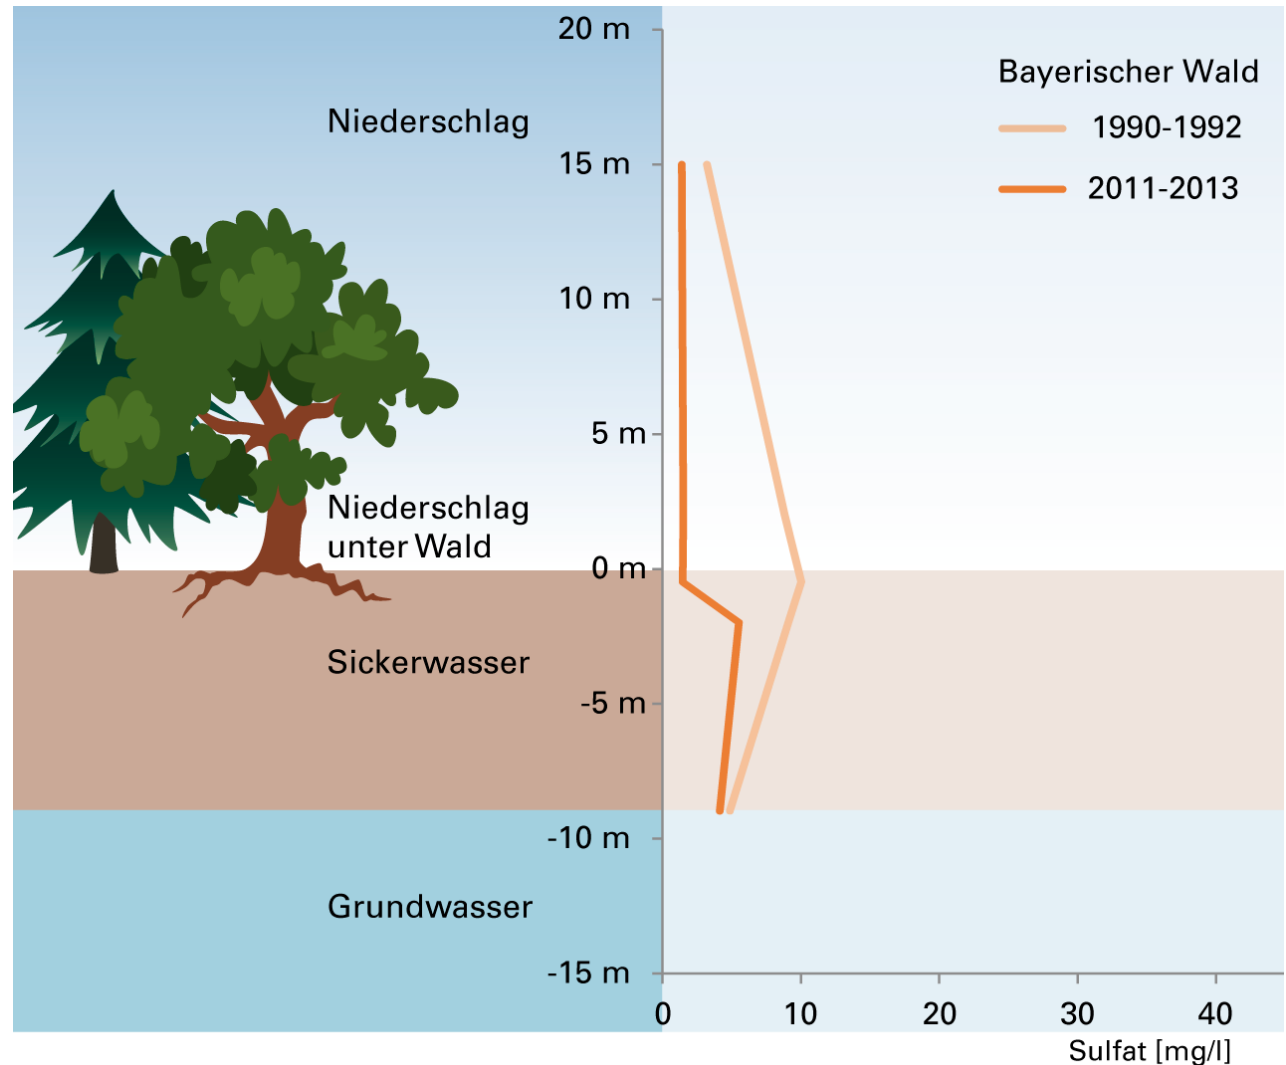 20 m
Niederschlag
15 m
10 m
5 m
Niederschlag
unter Wald
0 m
Sickerwasser
-5 m
-10 m
Grundwasser
-15 m
Bayerischer Wald
1990-1992
2011-2013
0 10 20 30 40
Sulfat [mg/l]